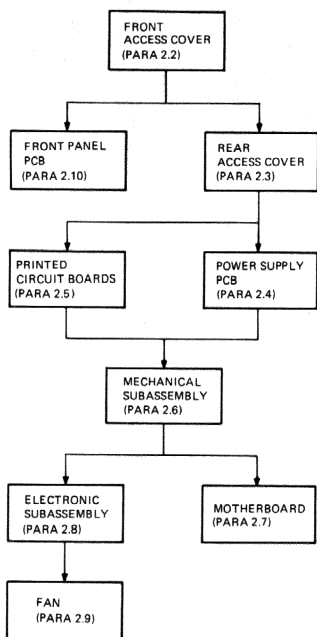 FRONT
ACCESS COVER
(PARA 2.2)
FRONT PANEL
PCB
(PARA 2.10)
REAR
ACCESS COVER
(PARA 2.3)
PRINTED
CIRCUIT BOARDS
(PARA 2.5)
POWER SUPPLY
PCB
(PARA 2.4)
MECHANICAL
SUBASSEMBLY
(PARA 2.6)
ELECTRONIC
SUBASSEMBLY
(PARA 2.8)
MOTHERBOARD
(PARA 2.7)
FAN
(PARA 2.9)